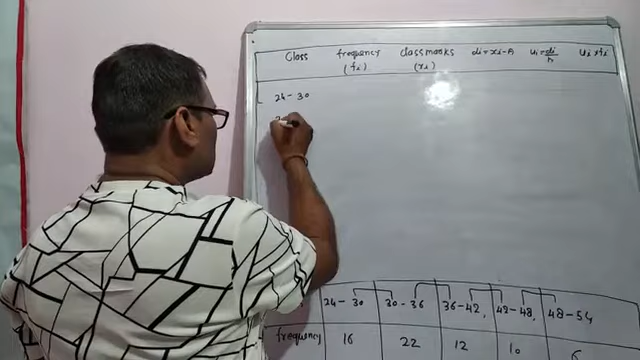 Class frequency (fi) Classmarks (xi) di=xi-A ui=di/h ui×fi
24-30
24-30 30-36 36-42, 42-48, 48-54
frequency 16 22 12 10